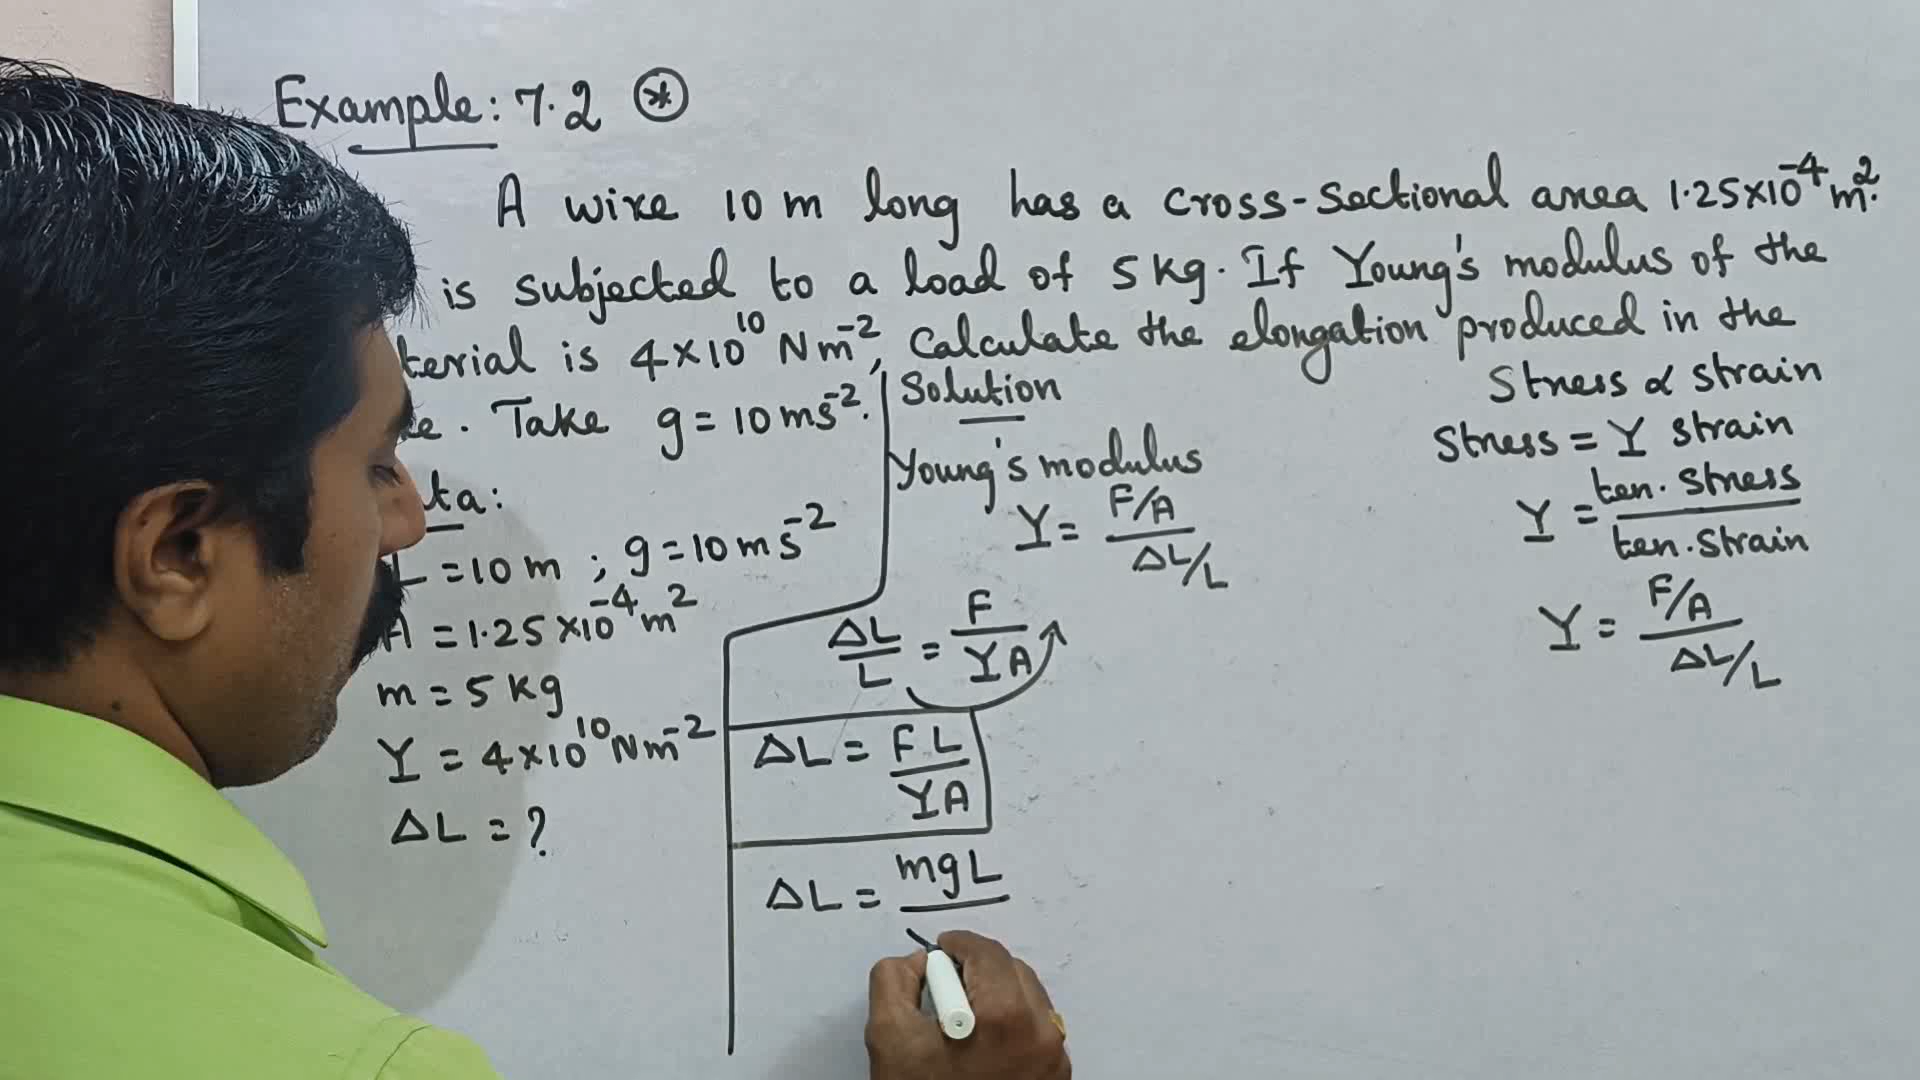 Example: 7.2 *
A wire 10 m long has a cross-sectional area 1.25×10⁻⁴ m².
is subjected to a load of 5 kg. If Young's modulus of the
terial is 4×10¹⁰ Nm⁻², calculate the elongation produced in the
e. Take g = 10 ms⁻².
ta:
L = 10 m ; g = 10 ms⁻²
A = 1.25×10⁻⁴ m²
m = 5 kg
Y = 4×10¹⁰ Nm⁻²
ΔL = ?
Solution
Young's modulus
Y = F/A / ΔL/L
ΔL/L = F/YA
ΔL = FL/YA
ΔL = mgL
Stress α strain
Stress = Y strain
Y = ten. stress / ten. strain
Y = F/A / ΔL/L